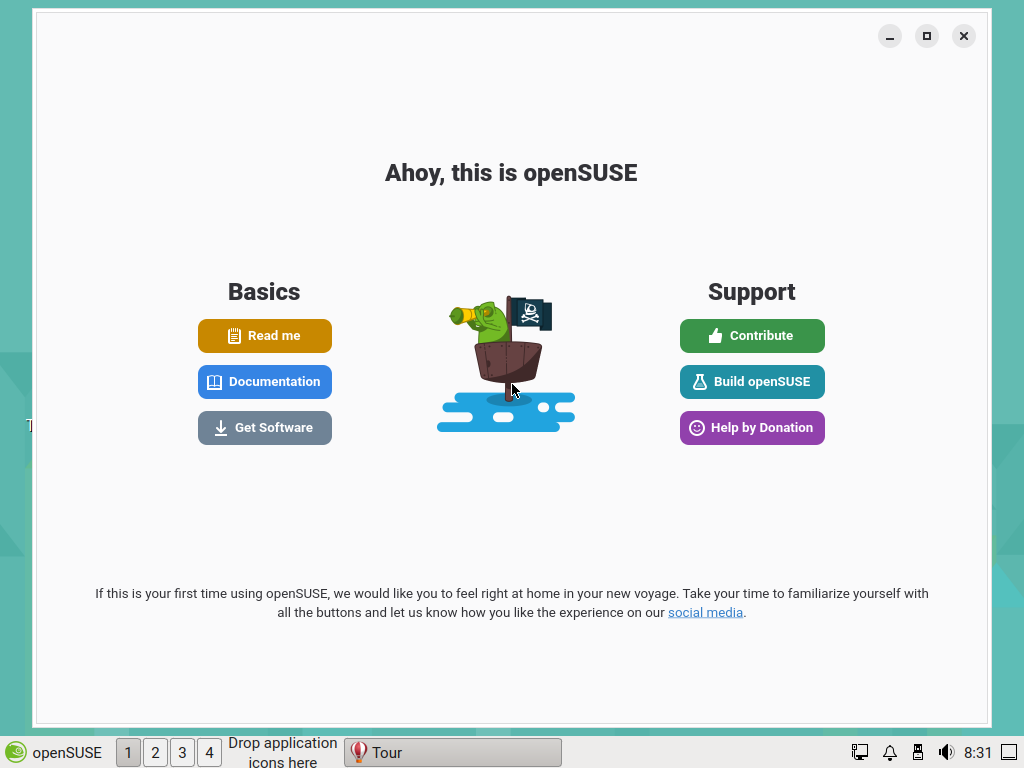 Ahoy, this is openSUSE
Basics
Read me
Documentation
Get Software
Support
Contribute
Build openSUSE
Help by Donation
If this is your first time using openSUSE, we would like you to feel right at home in your new voyage. Take your time to familiarize yourself with
all the buttons and let us know how you like the experience on our social media.
T
openSUSE
1
2
3
4
Drop application
icons here
Tour
8:31